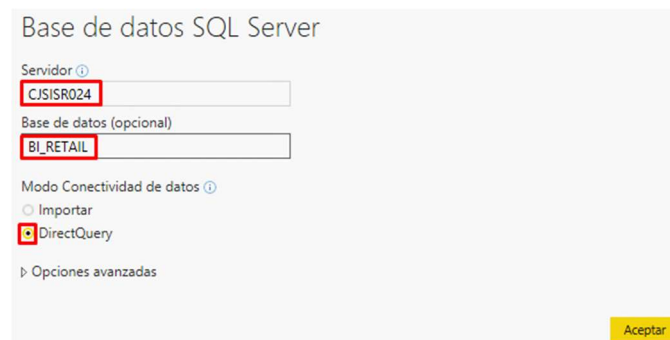 Base de datos SQL Server
Servidor
CJSISR024
Base de datos (opcional)
BI_RETAIL
Modo Conectividad de datos
Importar
DirectQuery
Opciones avanzadas
Aceptar